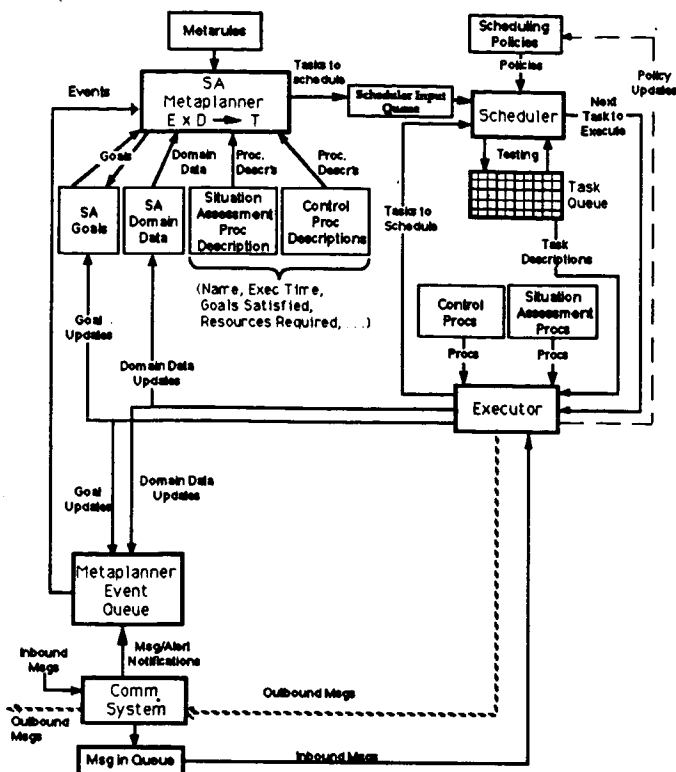 Metarules
Scheduling
Policies
Events
SA
Metaplanner
E x D → T
Tasks to
schedule
Scheduler Input
Queue
Policies
Scheduler
Policy
Updates
Next
Task to
Execute
Goals
Domain
Data
Proc.
Descr's
Proc.
Descr's
Testing
Task
Queue
SA
Goals
SA
Domain
Data
Situation
Assessment
Proc
Description
Control
Proc
Descriptions
Tasks to
Schedule
Task
Descriptions
(Name, Exec Time,
Goals Satisfied,
Resources Required, ...)
Control
Procs
Situation
Assessment
Procs
Goal
Updates
Domain Data
Updates
Procs
Procs
Executor
Goal
Updates
Domain Data
Updates
Metaplanner
Event
Queue
Msg/Alert
Notifications
Inbound
Msgs
Comm.
System
Outbound Msgs
Outbound
Msgs
Msg in Queue
Inbound Msgs